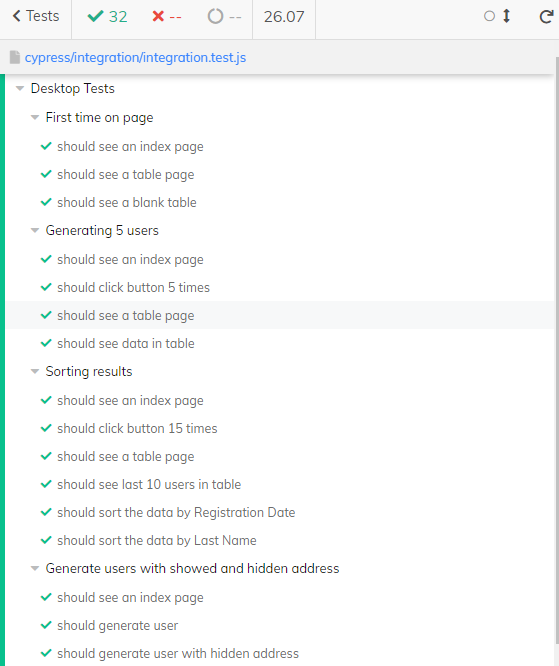 Tests 32 -- -- 26.07
cypress/integration/integration.test.js
Desktop Tests
First time on page
should see an index page
should see a table page
should see a blank table
Generating 5 users
should see an index page
should click button 5 times
should see a table page
should see data in table
Sorting results
should see an index page
should click button 15 times
should see a table page
should see last 10 users in table
should sort the data by Registration Date
should sort the data by Last Name
Generate users with showed and hidden address
should see an index page
should generate user
should generate user with hidden address